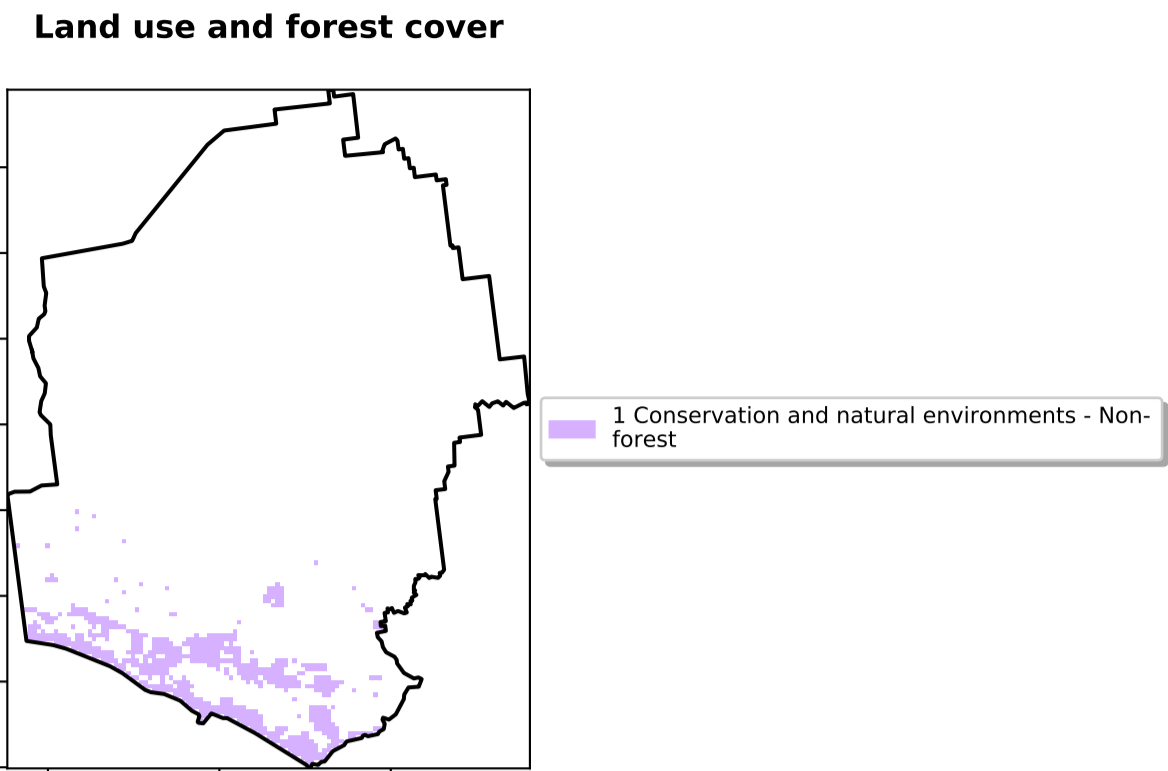 Land use and forest cover
1 Conservation and natural environments - Non-
forest